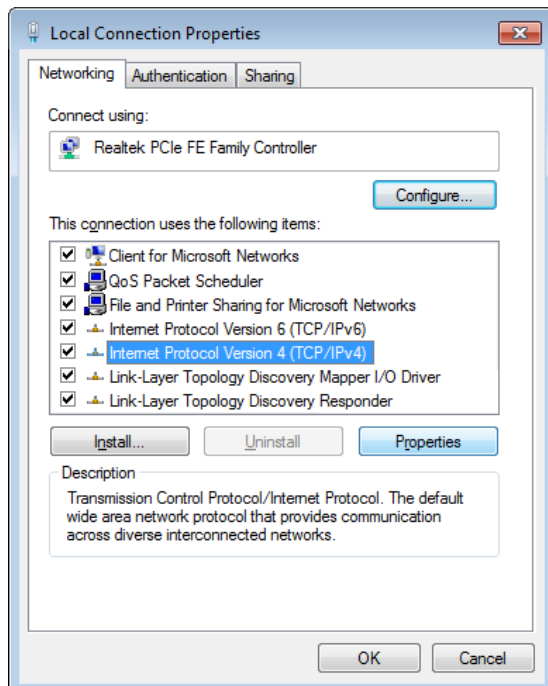 Local Connection Properties
Networking Authentication Sharing
Connect using:
Realtek PCIe FE Family Controller
Configure...
This connection uses the following items:
Client for Microsoft Networks
QoS Packet Scheduler
File and Printer Sharing for Microsoft Networks
Internet Protocol Version 6 (TCP/IPv6)
Internet Protocol Version 4 (TCP/IPv4)
Link-Layer Topology Discovery Mapper I/O Driver
Link-Layer Topology Discovery Responder
Install... Uninstall Properties
Description
Transmission Control Protocol/Internet Protocol. The default
wide area network protocol that provides communication
across diverse interconnected networks.
OK Cancel